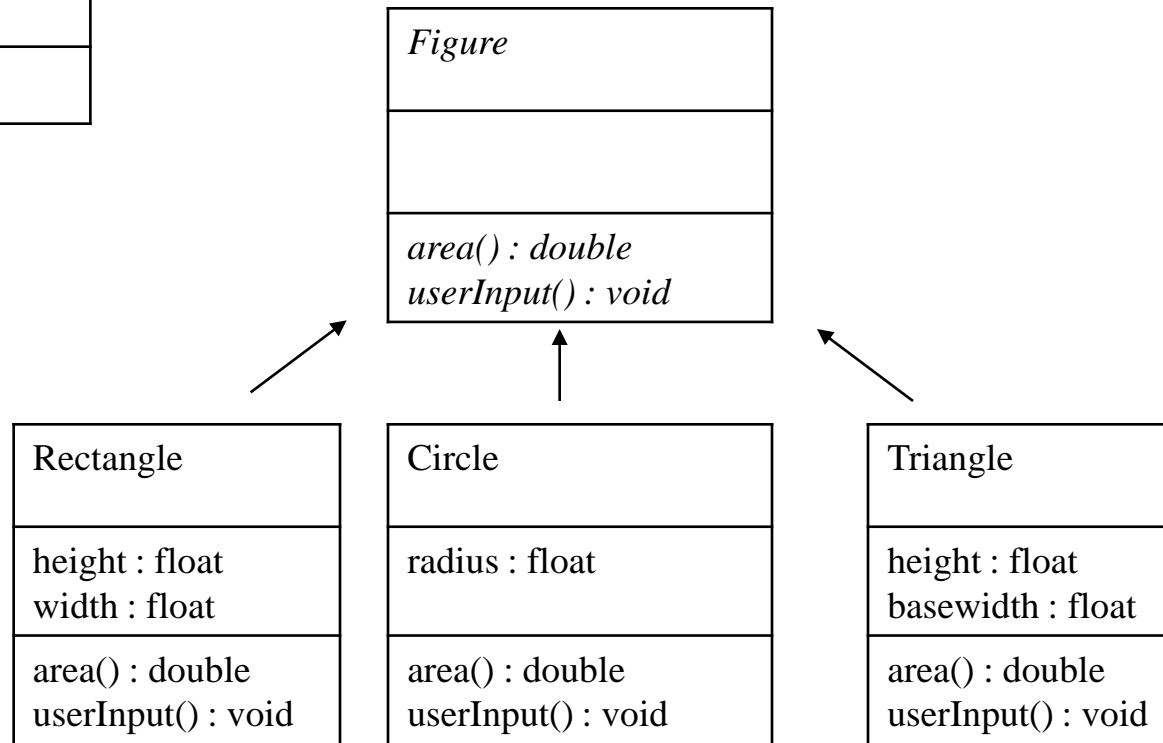 Figure
area() : double
userInput() : void
Rectangle
height : float
width : float
area() : double
userInput() : void
Circle
radius : float
area() : double
userInput() : void
Triangle
height : float
basewidth : float
area() : double
userInput() : void